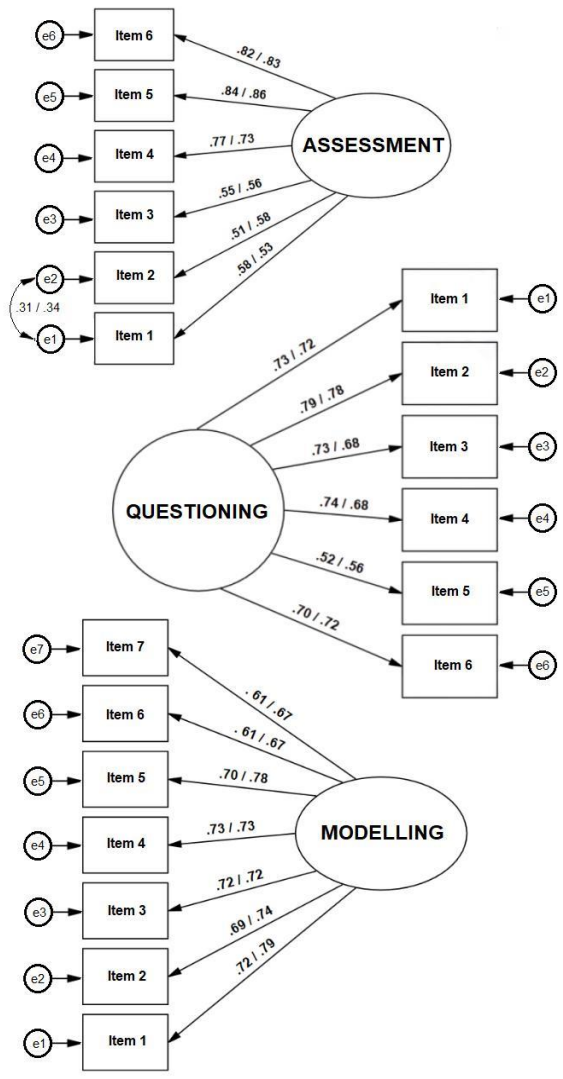 e6
Item 6
.82 / .83
e5
Item 5
.84 / .86
ASSESSMENT
e4
Item 4
.77 / .73
e3
Item 3
.55 / .56
e2
Item 2
.51 / .58
.31 / .34
e1
Item 1
.58 / .53
Item 1
e1
.73 / .72
Item 2
e2
.79 / .78
Item 3
e3
.73 / .68
QUESTIONING
Item 4
e4
.74 / .68
Item 5
e5
.52 / .56
Item 6
e6
.70 / .72
e7
Item 7
. 61 / .67
e6
Item 6
. 61 / .67
e5
Item 5
.70 / .78
MODELLING
e4
Item 4
.73 / .73
e3
Item 3
.72 / .72
e2
Item 2
.69 / .74
e1
Item 1
.72 / .79